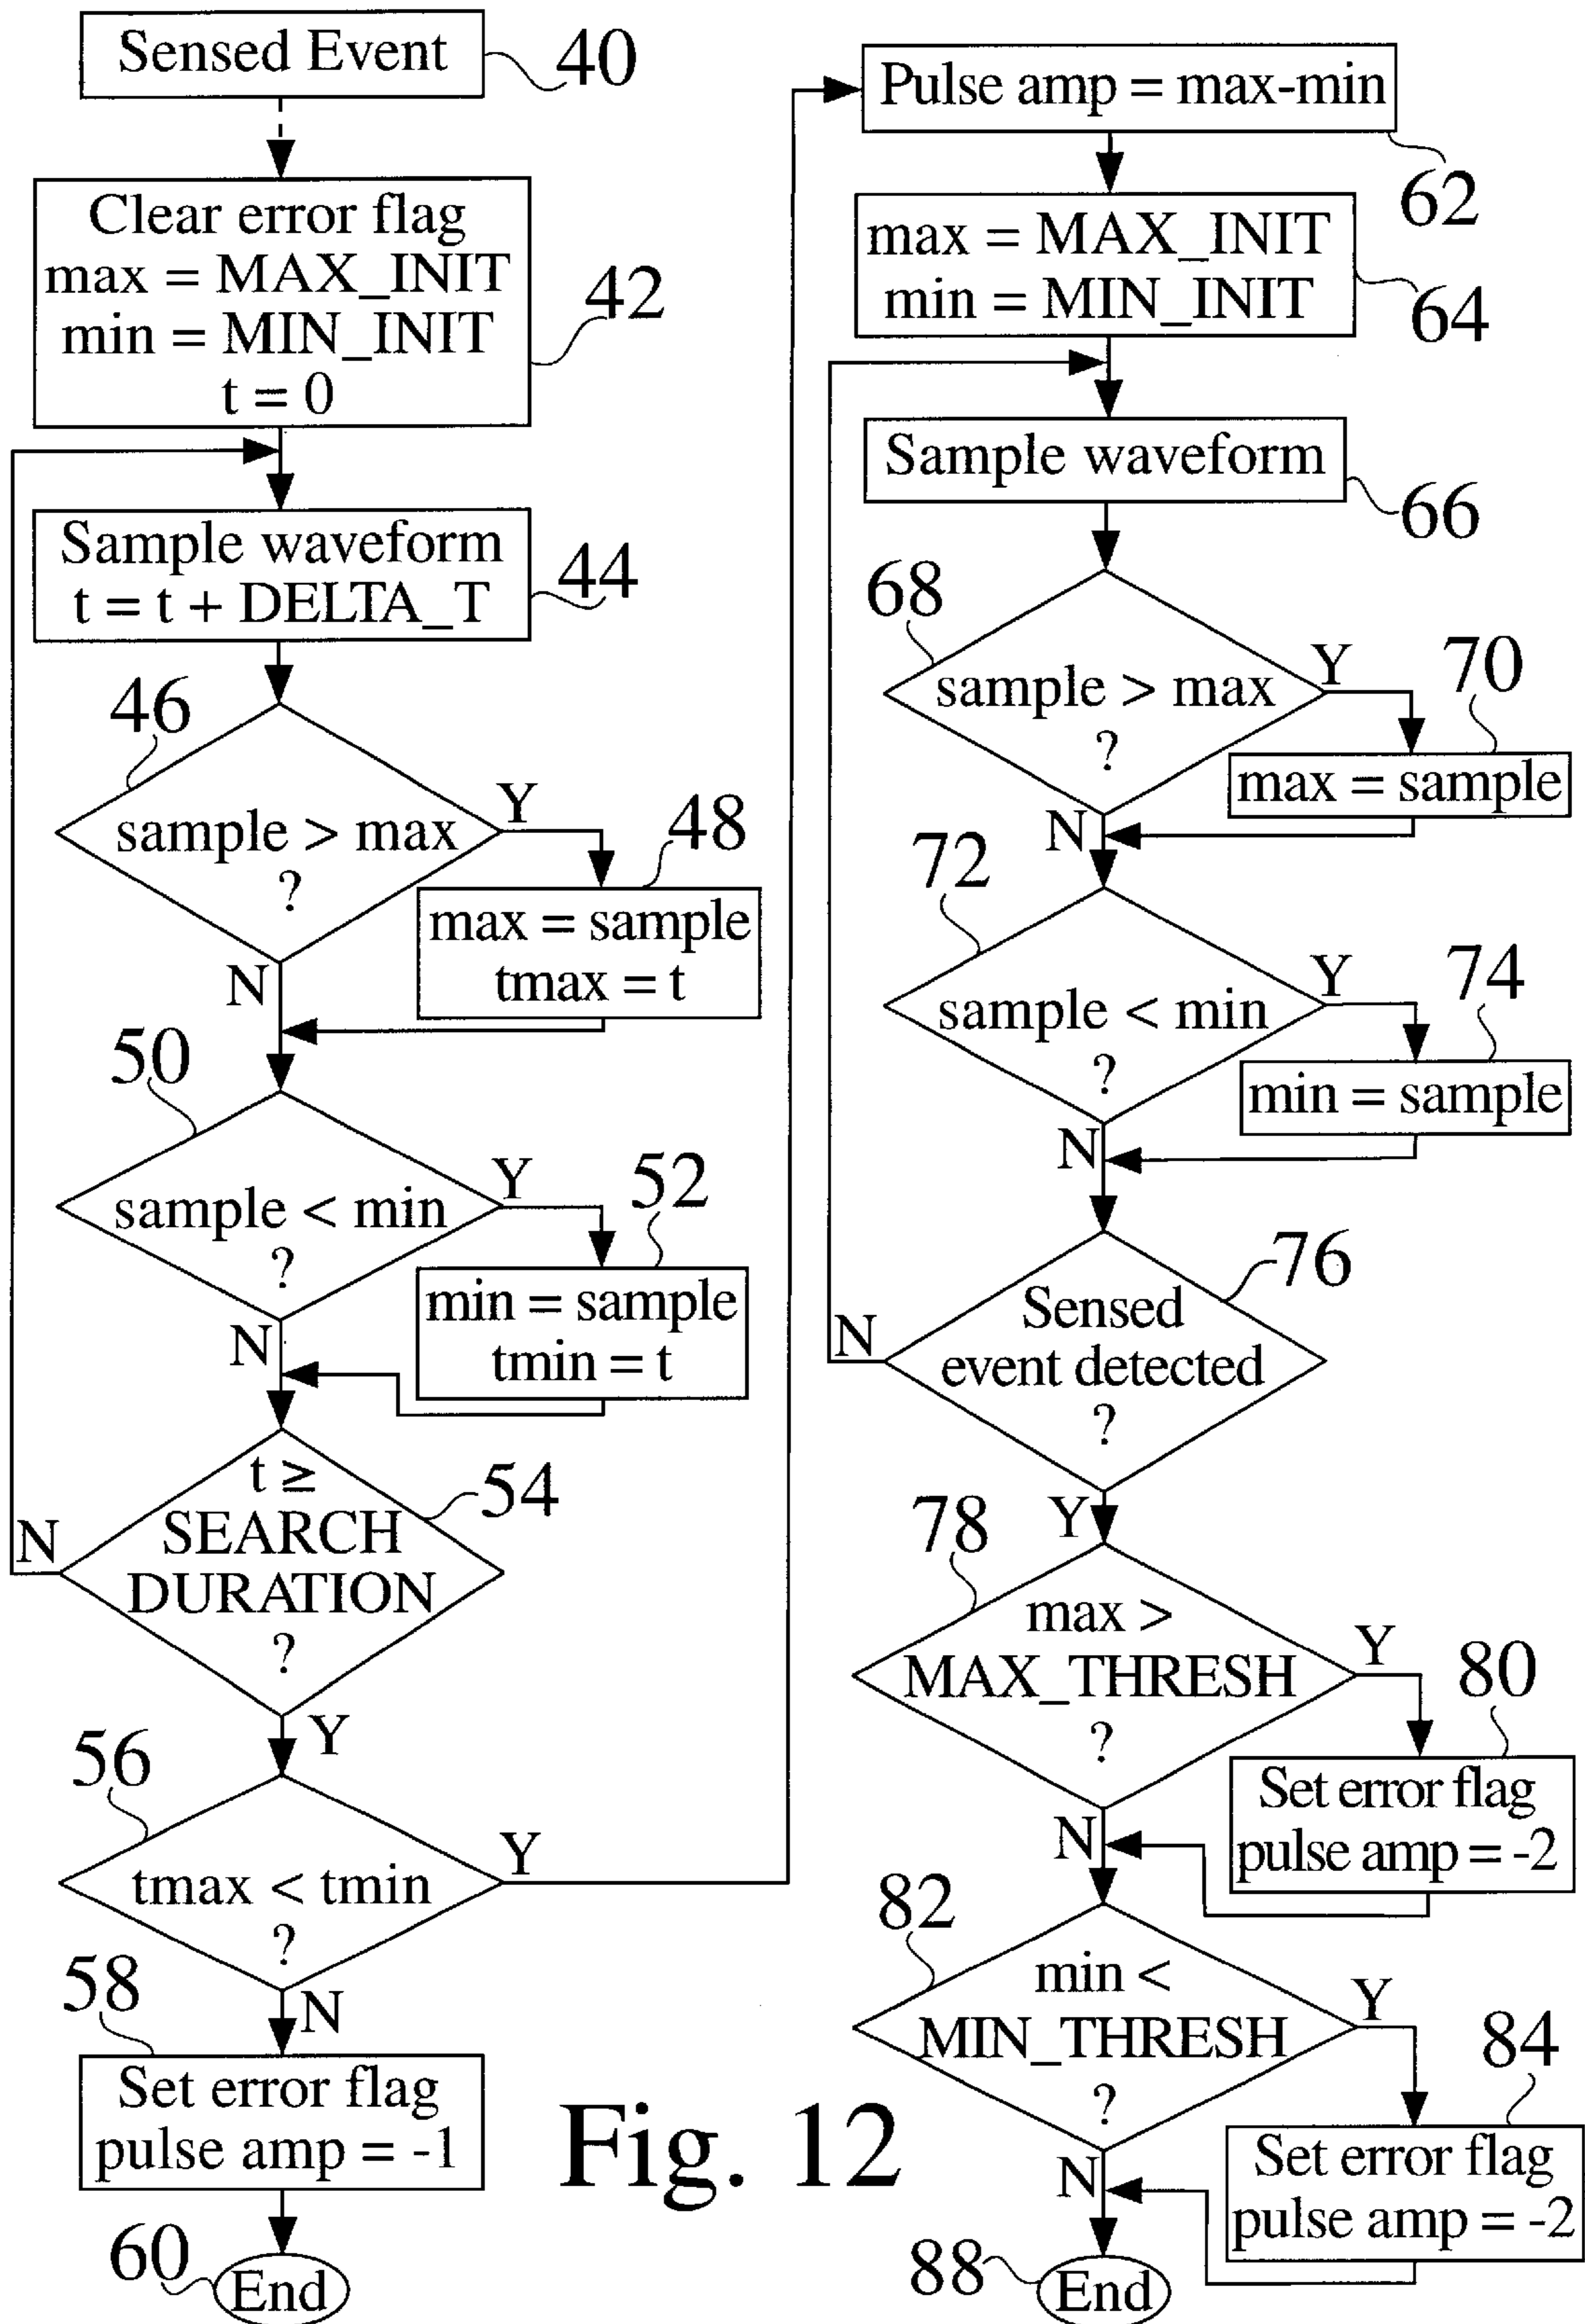 Sensed Event
40
Clear error flag
max = MAX_INIT
min = MIN_INIT
t = 0
42
Sample waveform
t = t + DELTA_T
44
46
sample > max
?
Y
N
48
max = sample
tmax = t
50
sample < min
?
Y
N
52
min = sample
tmin = t
t ≥
SEARCH
DURATION
?
54
N
Y
56
tmax < tmin
?
Y
N
58
Set error flag
pulse amp = -1
60
End
Pulse amp = max-min
62
max = MAX_INIT
min = MIN_INIT
64
Sample waveform
66
68
sample > max
?
Y
N
70
max = sample
72
sample < min
?
Y
N
74
min = sample
76
Sensed
event detected
?
N
Y
78
max >
MAX_THRESH
?
Y
N
80
Set error flag
pulse amp = -2
82
min <
MIN_THRESH
?
Y
N
84
Set error flag
pulse amp = -2
88
End
Fig. 12